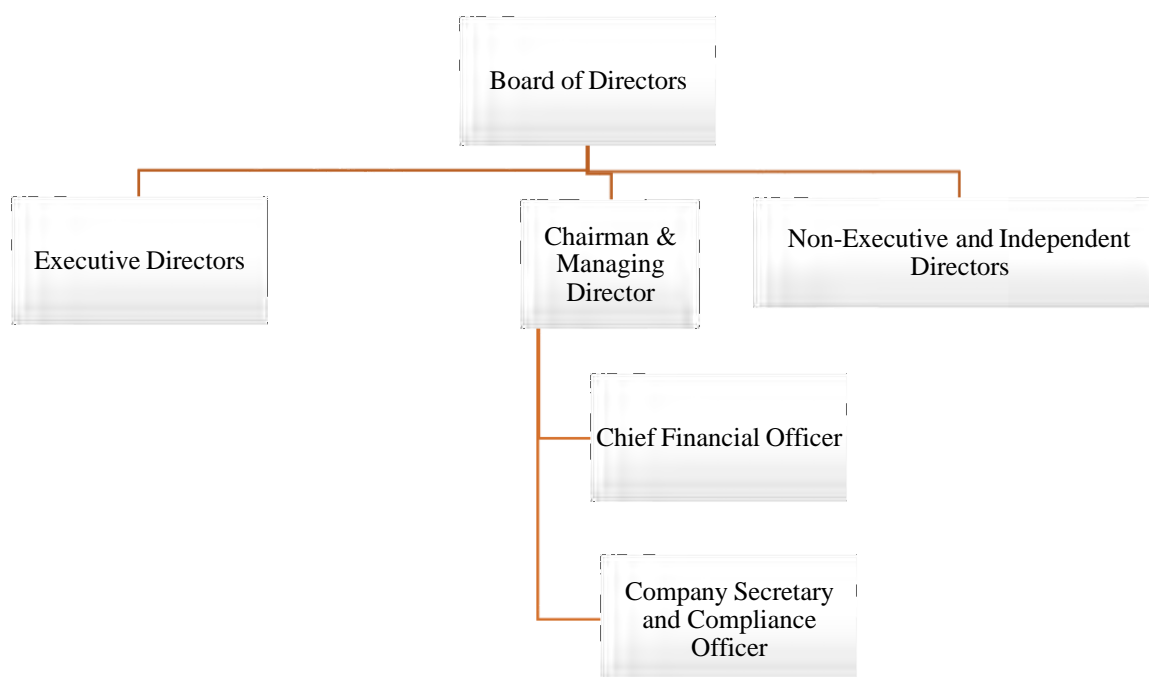 Board of Directors
Executive Directors
Chairman &
Managing
Director
Non-Executive and Independent
Directors
Chief Financial Officer
Company Secretary
and Compliance
Officer